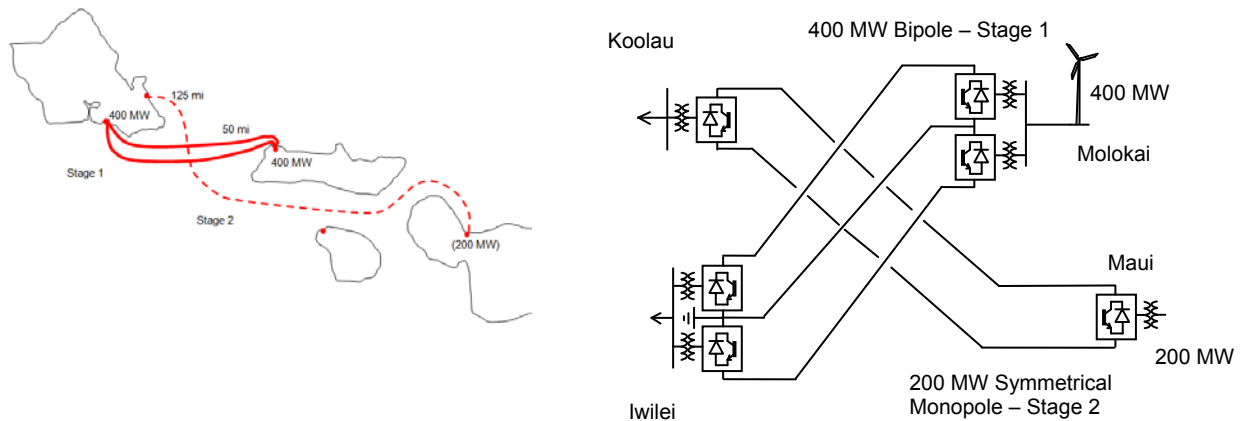 125 mi
400 MW
50 mi
400 MW
Stage 1
Stage 2
(200 MW)
Koolau
400 MW Bipole – Stage 1
400 MW
Molokai
Maui
200 MW
200 MW Symmetrical
Monopole – Stage 2
Iwilei